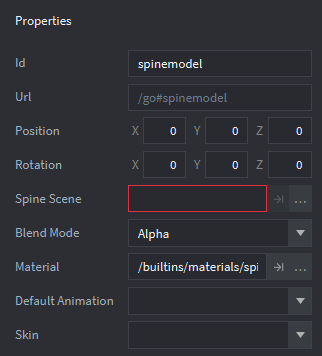 Properties
Id spinemodel
Url /go#spinemodel
Position X 0 Y 0 Z 0
Rotation X 0 Y 0 Z 0
Spine Scene ...
Blend Mode Alpha
Material /builtins/materials/spi ...
Default Animation
Skin